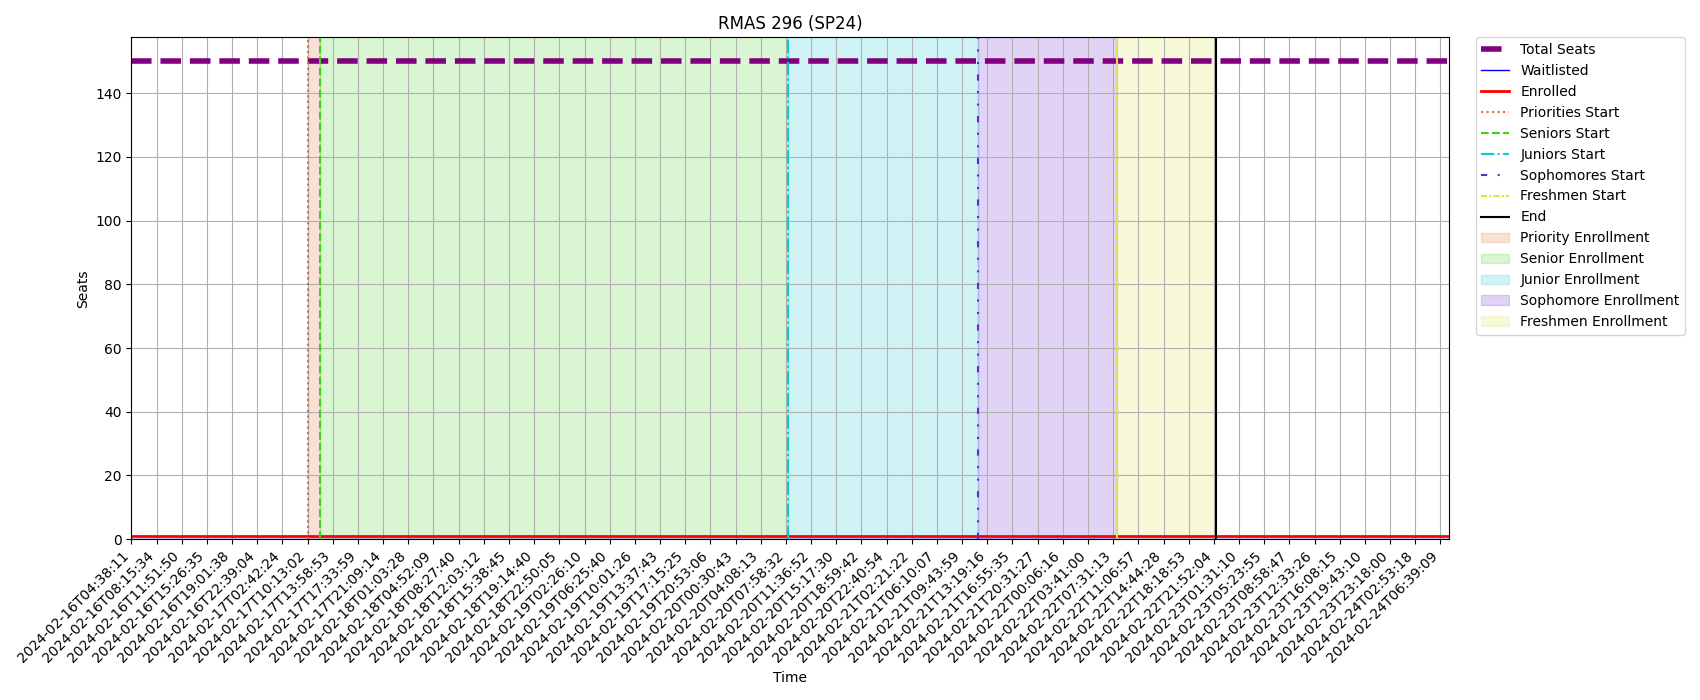 RMAS 296 (SP24)
Seats
140
120
100
80
60
40
20
0
2024-02-16T04:38:11
2024-02-16T08:15:34
2024-02-16T11:51:50
2024-02-16T15:26:35
2024-02-16T19:01:38
2024-02-16T22:39:04
2024-02-17T02:42:24
2024-02-17T10:13:02
2024-02-17T13:58:53
2024-02-17T17:33:59
2024-02-17T21:09:14
2024-02-18T01:03:28
2024-02-18T04:52:09
2024-02-18T08:27:40
2024-02-18T12:03:12
2024-02-18T15:38:45
2024-02-18T19:14:40
2024-02-18T22:50:05
2024-02-19T02:26:10
2024-02-19T06:25:40
2024-02-19T10:01:26
2024-02-19T13:37:43
2024-02-19T17:15:25
2024-02-19T20:53:06
2024-02-20T00:30:43
2024-02-20T04:08:13
2024-02-20T07:58:32
2024-02-20T11:36:52
2024-02-20T15:17:30
2024-02-20T18:59:42
2024-02-20T22:40:54
2024-02-21T02:21:22
2024-02-21T06:10:07
2024-02-21T09:43:59
2024-02-21T13:19:16
2024-02-21T16:55:35
2024-02-21T20:31:27
2024-02-22T00:06:16
2024-02-22T03:41:00
2024-02-22T07:31:13
2024-02-22T11:06:57
2024-02-22T14:44:28
2024-02-22T18:18:53
2024-02-22T21:52:04
2024-02-23T01:31:10
2024-02-23T05:23:55
2024-02-23T08:58:47
2024-02-23T12:33:26
2024-02-23T16:08:15
2024-02-23T19:43:10
2024-02-23T23:18:00
2024-02-24T02:53:18
2024-02-24T06:39:09
Time
Total Seats
Waitlisted
Enrolled
Priorities Start
Seniors Start
Juniors Start
Sophomores Start
Freshmen Start
End
Priority Enrollment
Senior Enrollment
Junior Enrollment
Sophomore Enrollment
Freshmen Enrollment